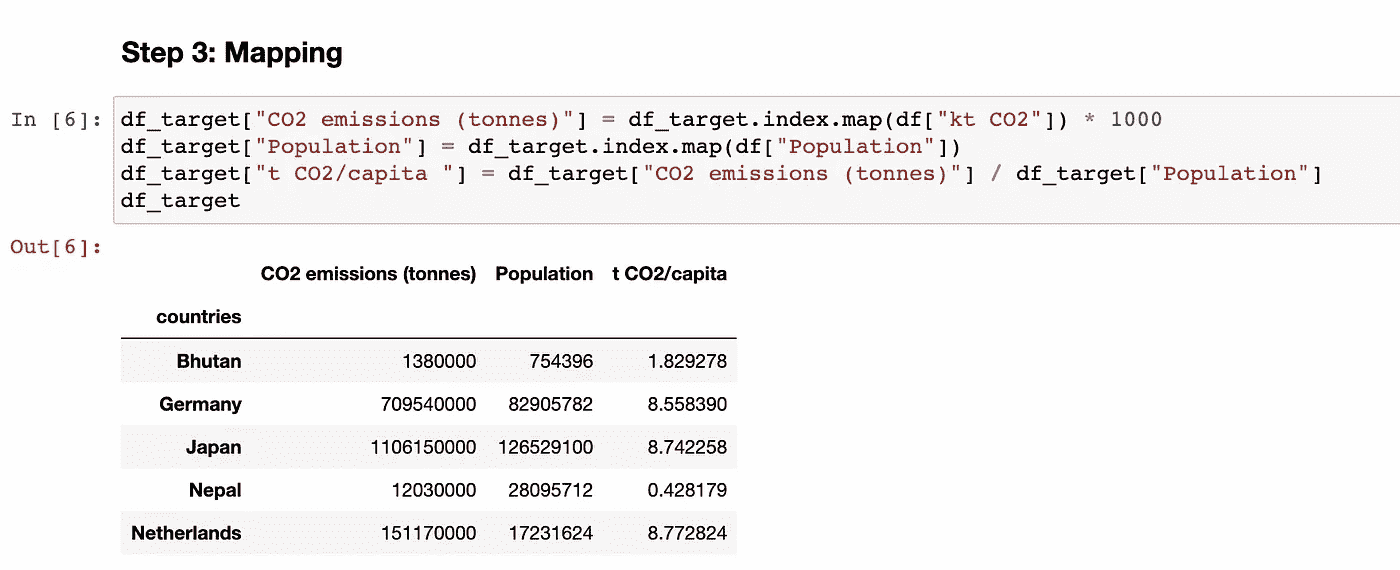 Step 3: Mapping
In [6]: df_target["CO2 emissions (tonnes)"] = df_target.index.map(df["kt CO2"]) * 1000
df_target["Population"] = df_target.index.map(df["Population"])
df_target["t CO2/capita "] = df_target["CO2 emissions (tonnes)"] / df_target["Population"]
df_target
Out[6]:
CO2 emissions (tonnes) Population t CO2/capita
countries
Bhutan 1380000 754396 1.829278
Germany 709540000 82905782 8.558390
Japan 1106150000 126529100 8.742258
Nepal 12030000 28095712 0.428179
Netherlands 151170000 17231624 8.772824